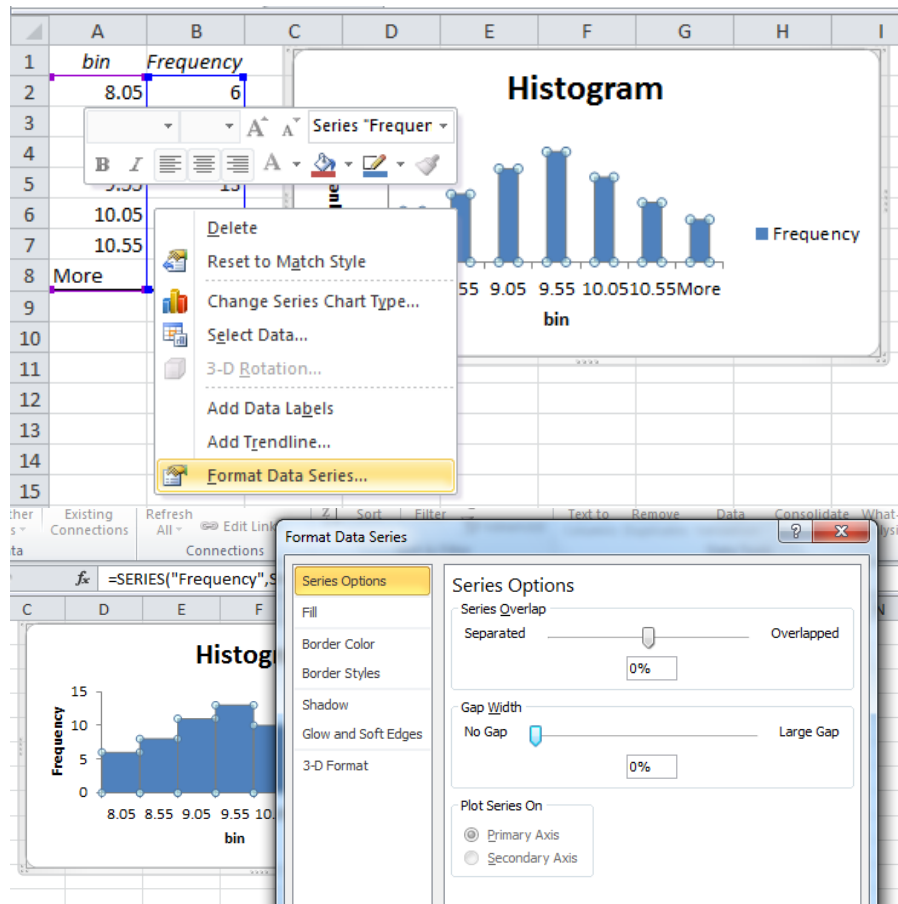 A B C D E F G H I
1 bin Frequency
2 8.05 6
Histogram
3
Series "Frequer
4
B I A
5
6 10.05
7 10.55
8 More
9
10
11
12
13
14
15
Delete
Reset to Match Style
Change Series Chart Type...
Select Data...
3-D Rotation...
Add Data Labels
Add Trendline...
Format Data Series...
Frequency
55 9.05 9.55 10.05 10.55 More
bin
Existing
Connections
Refresh
All
Edit Link
Connections
Sort Filter
Text to Remove Data Consolidate What-
fx =SERIES("Frequency",S
C D E F N
Histog
Frequency
15
10
5
0
8.05 8.55 9.05 9.55 10.
bin
Format Data Series
Series Options
Fill
Border Color
Border Styles
Shadow
Glow and Soft Edges
3-D Format
Series Options
Series Overlap
Separated Overlapped
0%
Gap Width
No Gap Large Gap
0%
Plot Series On
Primary Axis
Secondary Axis